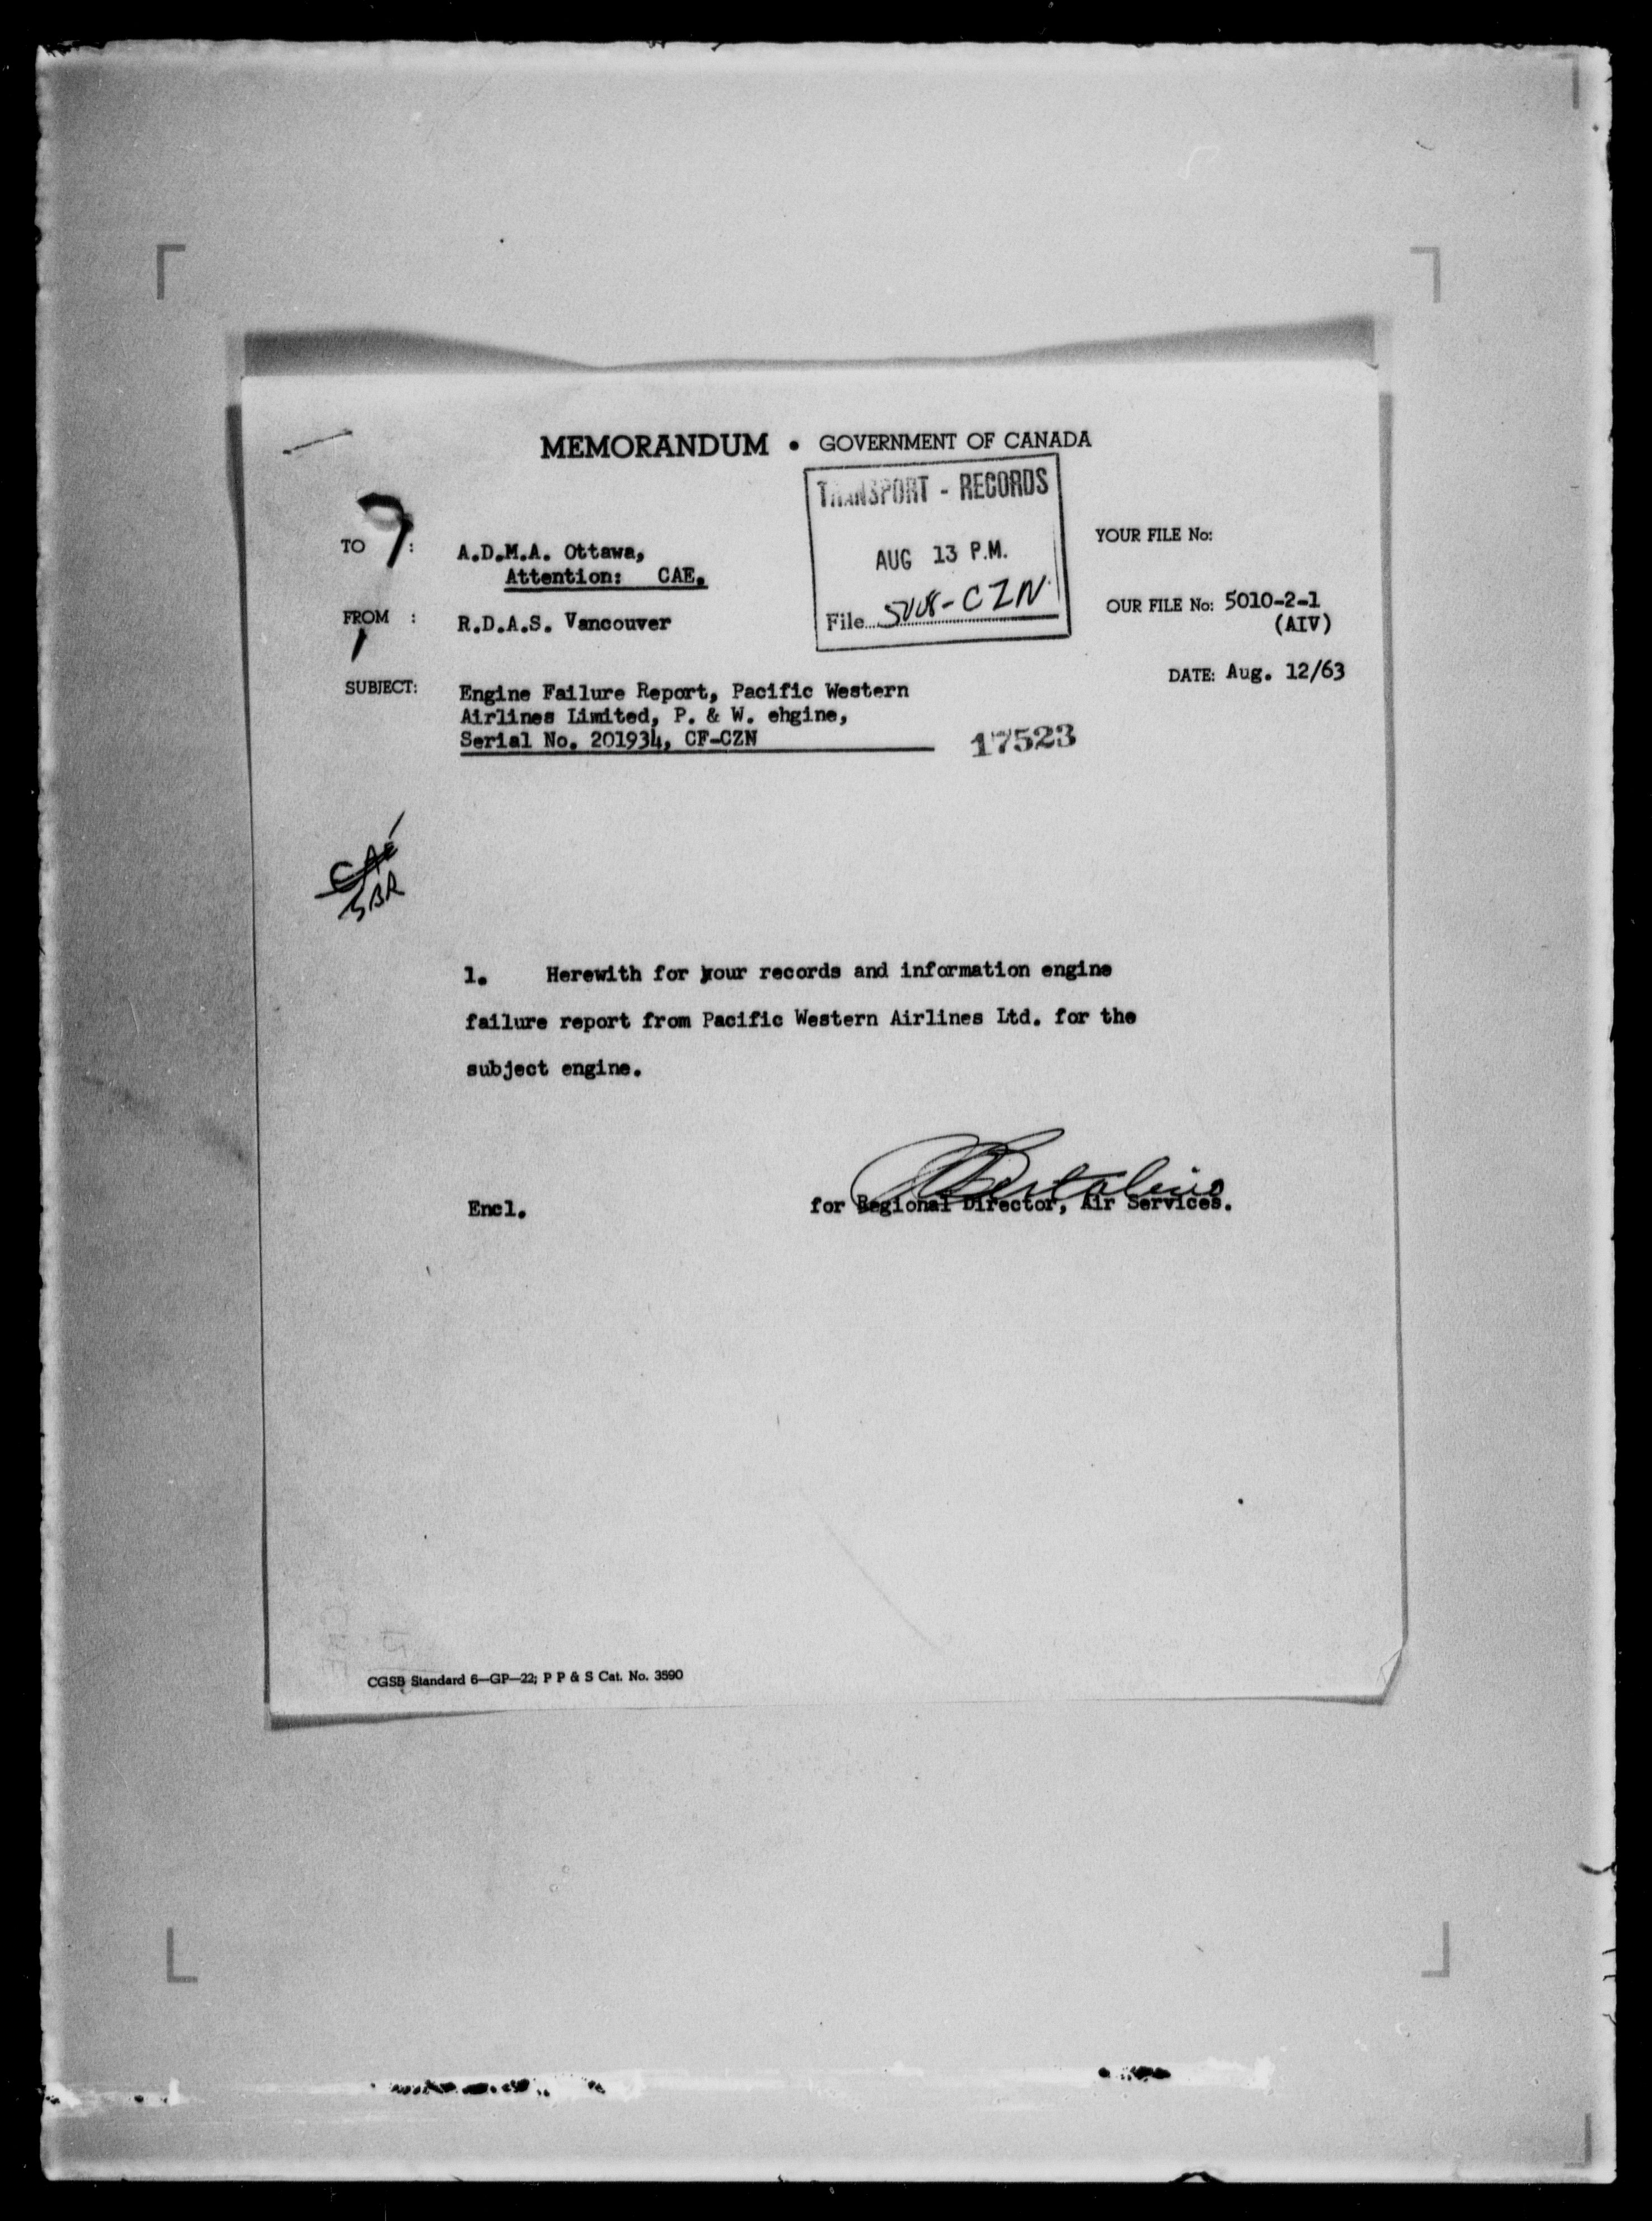 MEMORANDUM • GOVERNMENT OF CANADA
TRANSPORT - RECORDS
AUG 13 P.M.
File 5008-CZN
TO :
A.D.M.A. Ottawa,
Attention: CAE.
YOUR FILE No:
FROM :
R.D.A.S. Vancouver
OUR FILE No: 5010-2-1
(AIV)
DATE: Aug. 12/63
SUBJECT:
Engine Failure Report, Pacific Western
Airlines Limited, P. & W. ehgine,
Serial No. 201934, CF-CZN
17523
CAE
1. Herewith for your records and information engine
failure report from Pacific Western Airlines Ltd. for the
subject engine.
Bertalino
Encl.
for Regional Director, Air Services.
CGSB Standard 6—GP—22; P P & S Cat. No. 3590